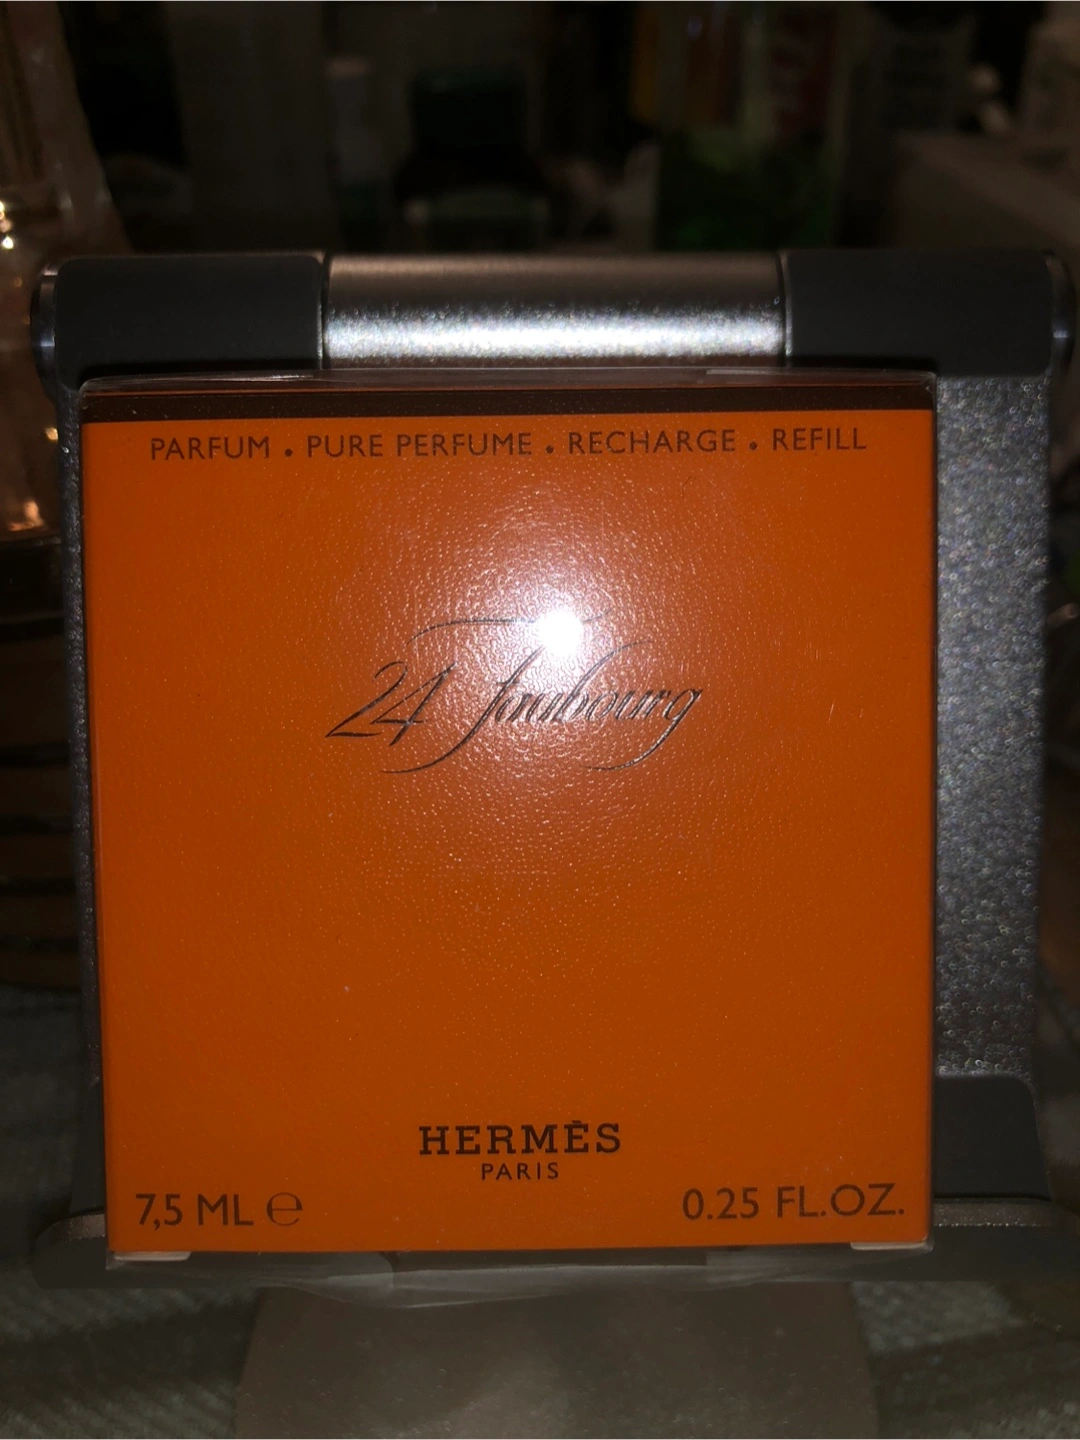 PARFUM . PURE PERFUME . RECHARGE . REFILL
24 Faubourg
HERMÈS
PARIS
7,5 ML ℮
0.25 FL.OZ.